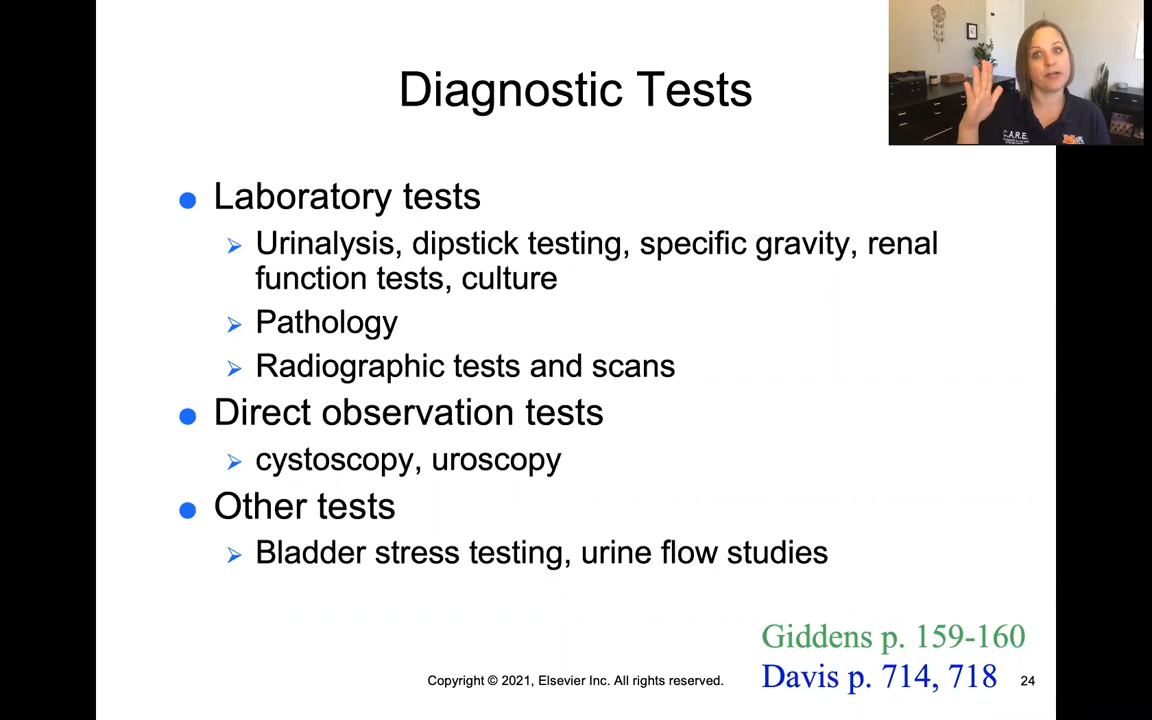 Diagnostic Tests
C.A.R.E.
Laboratory tests
Urinalysis, dipstick testing, specific gravity, renal
function tests, culture
Pathology
Radiographic tests and scans
Direct observation tests
cystoscopy, uroscopy
Other tests
Bladder stress testing, urine flow studies
Giddens p. 159-160
Copyright © 2021, Elsevier Inc. All rights reserved.
Davis p. 714, 718
24